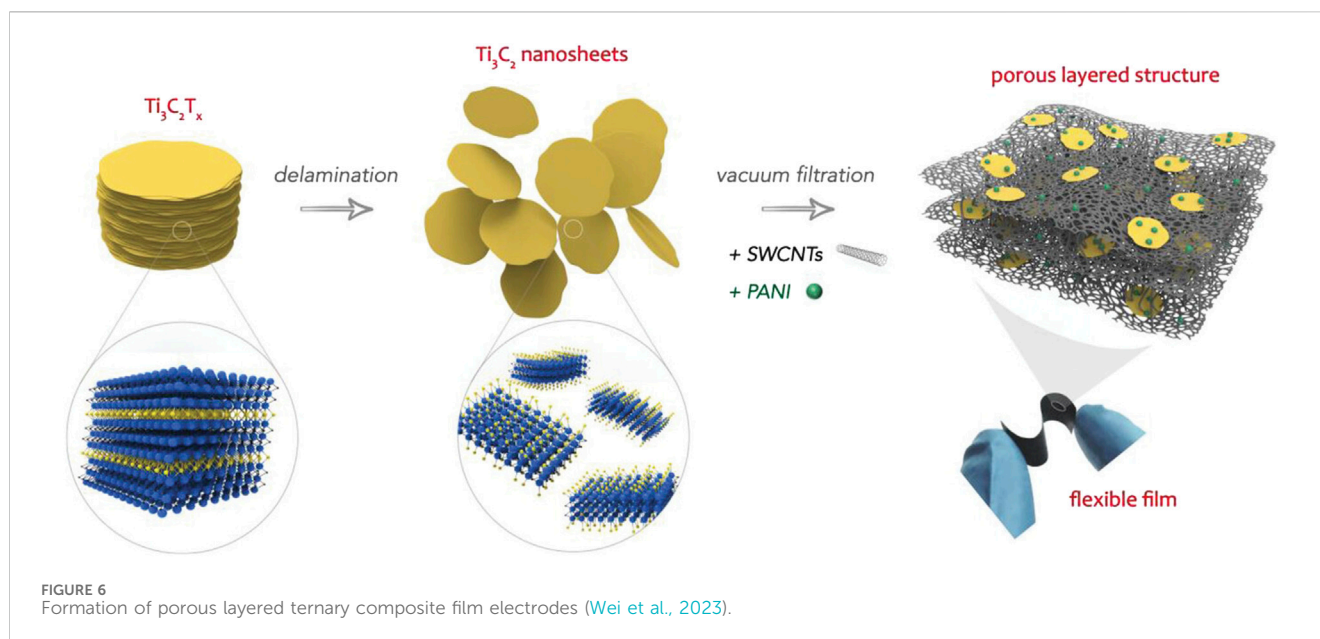 Ti₃C₂Tₓ
delamination
Ti₃C₂ nanosheets
vacuum filtration
+ SWCNTs
+ PANI
porous layered structure
flexible film
FIGURE 6
Formation of porous layered ternary composite film electrodes (Wei et al., 2023).